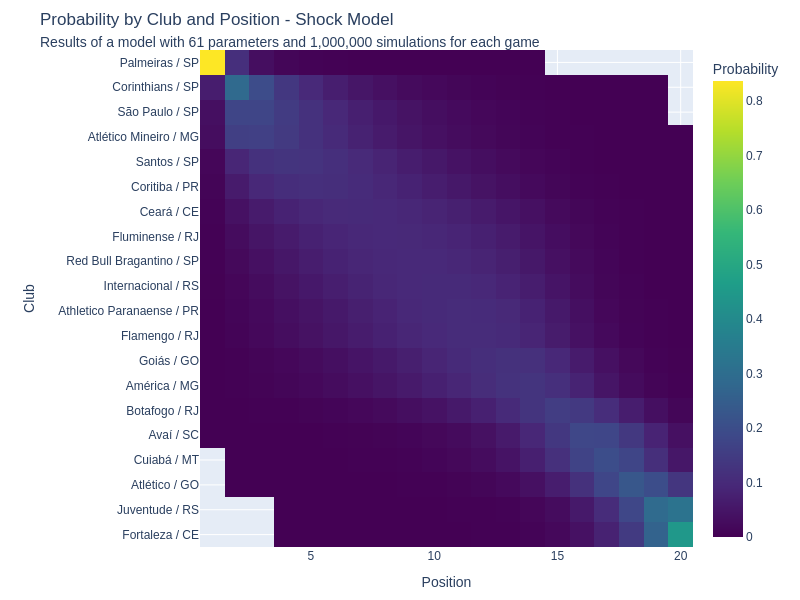 Probability by Club and Position - Shock Model
Results of a model with 61 parameters and 1,000,000 simulations for each game
Probability
Palmeiras / SP
Corinthians / SP
São Paulo / SP
Atlético Mineiro / MG
Santos / SP
Coritiba / PR
Ceará / CE
Fluminense / RJ
Red Bull Bragantino / SP
Internacional / RS
Athletico Paranaense / PR
Flamengo / RJ
Goiás / GO
América / MG
Botafogo / RJ
Avaí / SC
Cuiabá / MT
Atlético / GO
Juventude / RS
Fortaleza / CE
Club
0.8
0.7
0.6
0.5
0.4
0.3
0.2
0.1
0
5 10 15 20
Position